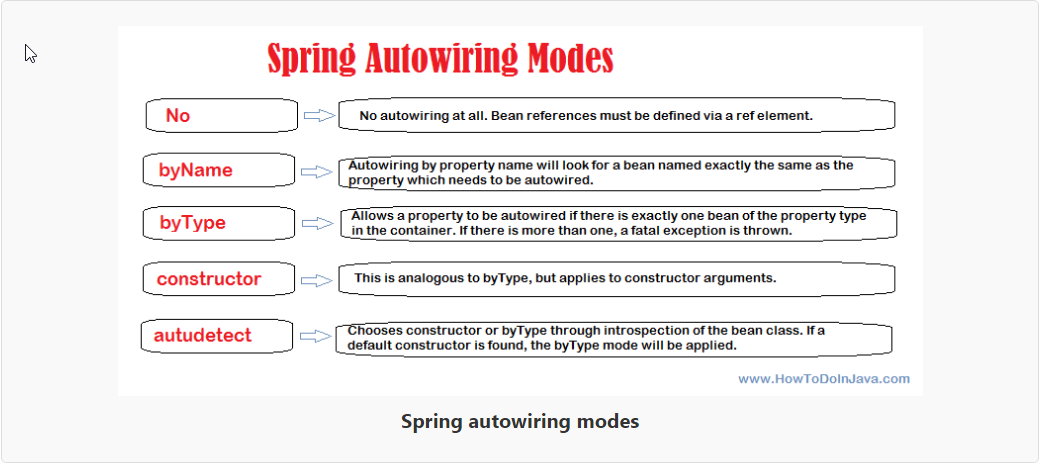 Spring Autowiring Modes
No
No autowiring at all. Bean references must be defined via a ref element.
byName
Autowiring by property name will look for a bean named exactly the same as the
property which needs to be autowired.
byType
Allows a property to be autowired if there is exactly one bean of the property type
in the container. If there is more than one, a fatal exception is thrown.
constructor
This is analogous to byType, but applies to constructor arguments.
autudetect
Chooses constructor or byType through introspection of the bean class. If a
default constructor is found, the byType mode will be applied.
www.HowToDoInJava.com
Spring autowiring modes